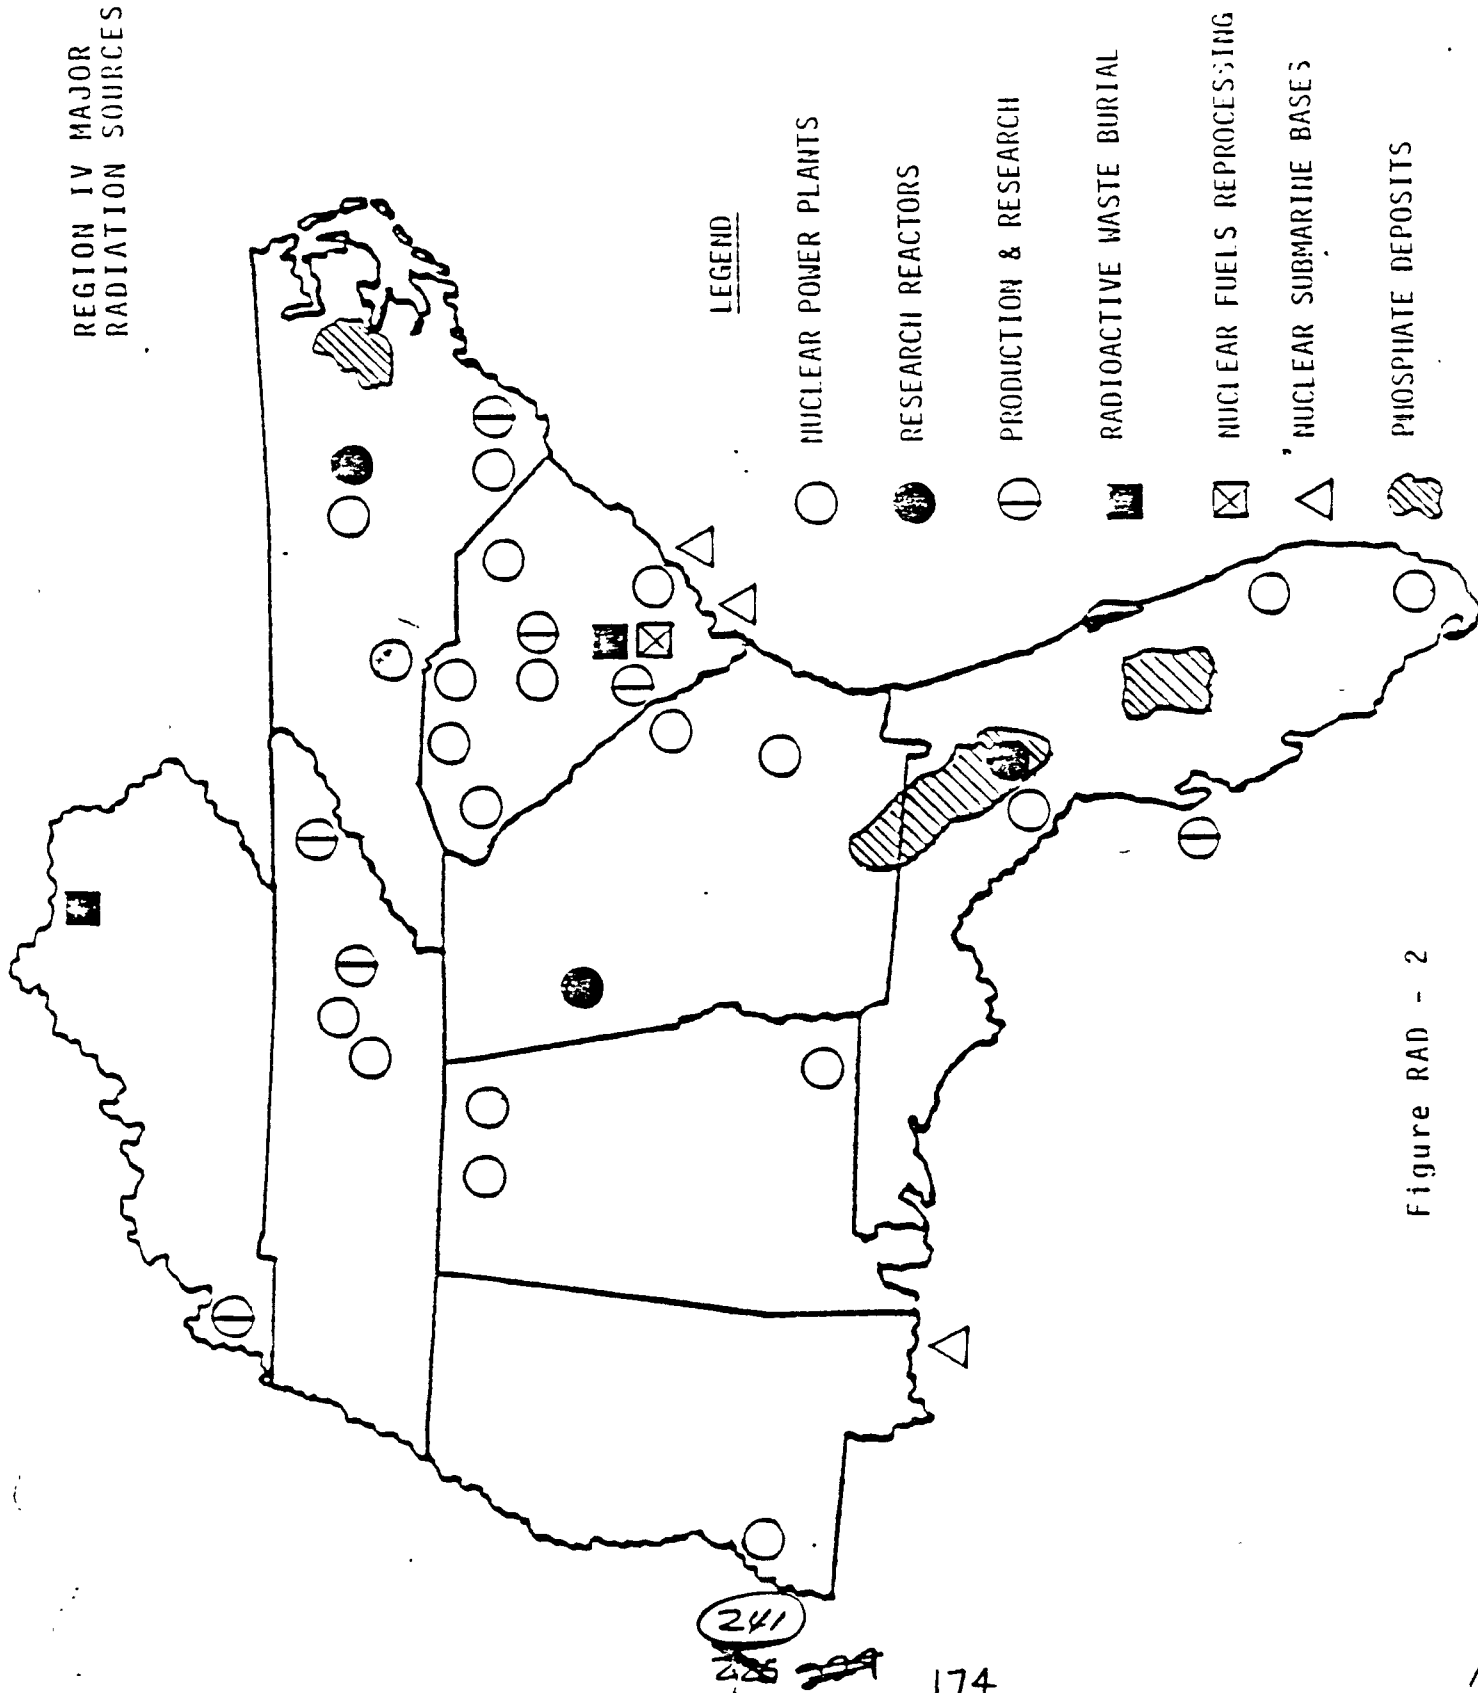 REGION IV MAJOR
RADIATION SOURCES
LEGEND
NUCLEAR POWER PLANTS
RESEARCH REACTORS
PRODUCTION & RESEARCH
RADIOACTIVE WASTE BURIAL
NUCLEAR FUELS REPROCESSING
NUCLEAR SUBMARINE BASES
PHOSPHATE DEPOSITS
Figure RAD - 2
241
174